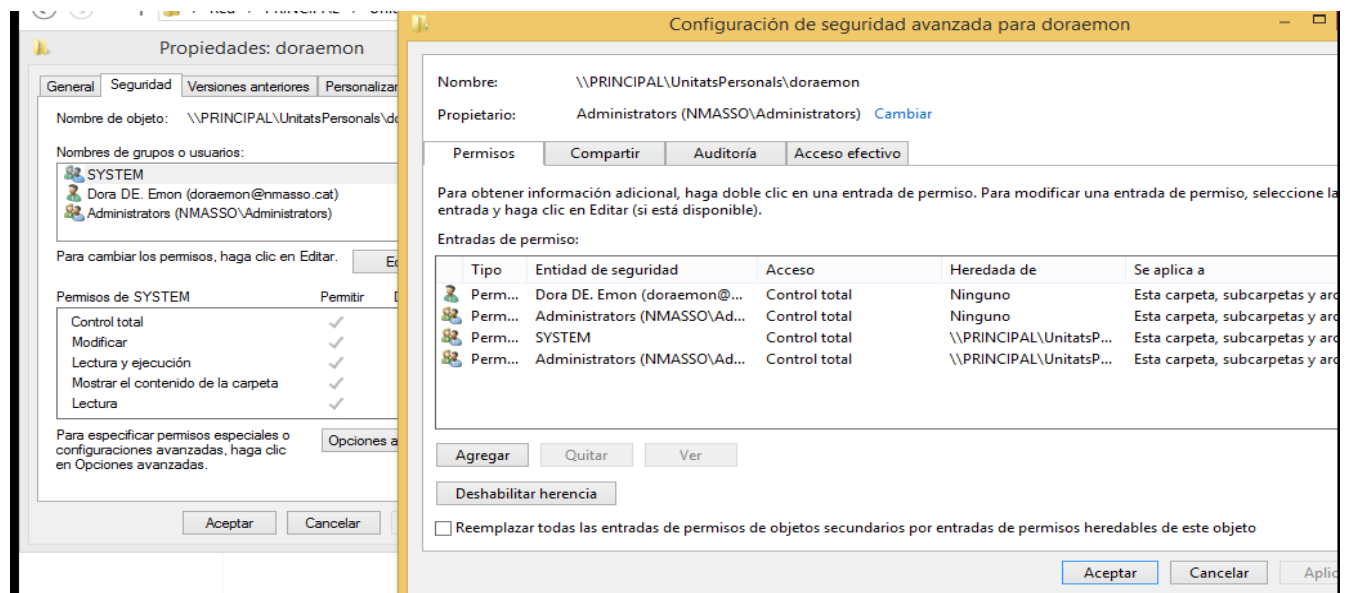 Propiedades: doraemon
General Seguridad Versiones anteriores Personalizar
Nombre de objeto: \\PRINCIPAL\UnitatsPersonals\do
Nombres de grupos o usuarios:
SYSTEM
Dora DE. Emon (doraemon@nmasso.cat)
Administrators (NMASSO\Administrators)
Para cambiar los permisos, haga clic en Editar.
Permisos de SYSTEM Permitir
Control total
Modificar
Lectura y ejecución
Mostrar el contenido de la carpeta
Lectura
Para especificar permisos especiales o
configuraciones avanzadas, haga clic
en Opciones avanzadas.
Opciones a
Aceptar Cancelar
Configuración de seguridad avanzada para doraemon
Nombre: \\PRINCIPAL\UnitatsPersonals\doraemon
Propietario: Administrators (NMASSO\Administrators) Cambiar
Permisos Compartir Auditoría Acceso efectivo
Para obtener información adicional, haga doble clic en una entrada de permiso. Para modificar una entrada de permiso, seleccione la
entrada y haga clic en Editar (si está disponible).
Entradas de permiso:
Tipo Entidad de seguridad Acceso Heredada de Se aplica a
Perm... Dora DE. Emon (doraemon@... Control total Ninguno Esta carpeta, subcarpetas y arc
Perm... Administrators (NMASSO\Ad... Control total Ninguno Esta carpeta, subcarpetas y arc
Perm... SYSTEM Control total \\PRINCIPAL\UnitatsP... Esta carpeta, subcarpetas y arc
Perm... Administrators (NMASSO\Ad... Control total \\PRINCIPAL\UnitatsP... Esta carpeta, subcarpetas y arc
Agregar Quitar Ver
Deshabilitar herencia
Reemplazar todas las entradas de permisos de objetos secundarios por entradas de permisos heredables de este objeto
Aceptar Cancelar Aplic